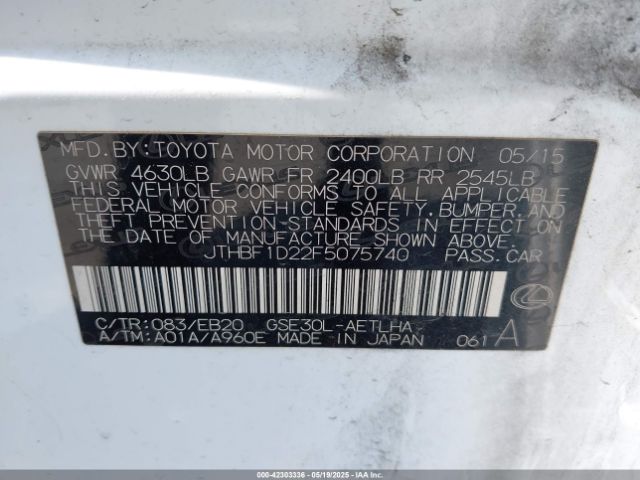 MFD.BY:TOYOTA MOTOR CORPORATION 05/15
GVWR 4630LB GAWR FR 2400LB RR 2545LB
THIS VEHICLE CONFORMS TO ALL APPLICABLE
FEDERAL MOTOR VEHICLE SAFETY,BUMPER,AND
THEFT PREVENTION STANDARDS IN EFFECT ON
THE DATE OF MANUFACTURE SHOWN ABOVE.
JTHBF1D22F5075740 PASS.CAR
C/TR:083/EB20 GSE30L-AETLHA
A/TM:A01A/A960E MADE IN JAPAN 061 A
000-42303336 - 05/19/2025 - IAAI.COM